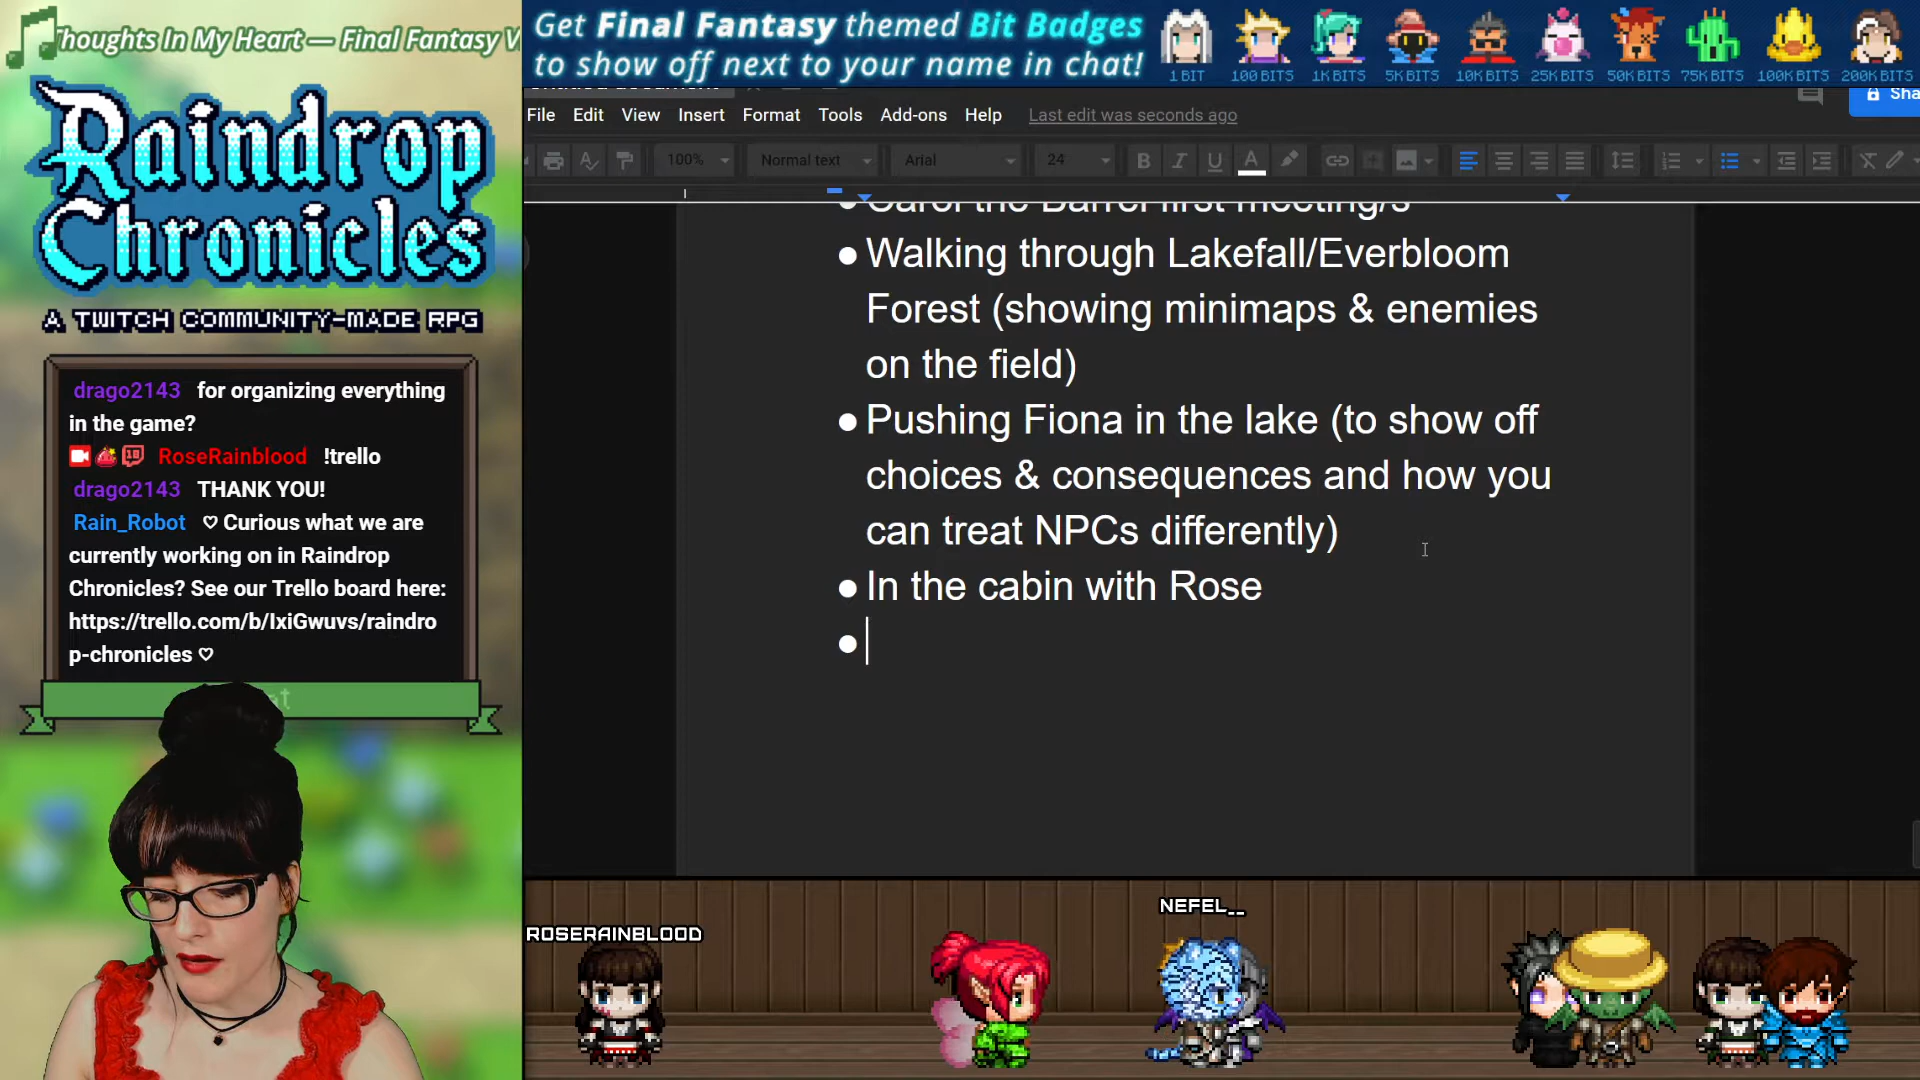 Thoughts In My Heart — Final Fantasy V
Raindrop
Chronicles
A TWITCH COMMUNITY-MADE RPG
drago2143 for organizing everything
in the game?
RoseRainblood !trello
drago2143 THANK YOU!
Rain_Robot ♡ Curious what we are
currently working on in Raindrop
Chronicles? See our Trello board here:
https://trello.com/b/IxiGwuvs/raindro
p-chronicles ♡
Get Final Fantasy themed Bit Badges
to show off next to your name in chat!
1 BIT 100 BITS 1K BITS 5K BITS 10K BITS 25K BITS 50K BITS 75K BITS 100K BITS 200K BITS
File Edit View Insert Format Tools Add-ons Help Last edit was seconds ago
Sha
100% Normal text Arial 24 B I U A
● Carol the Barrel first meeting/s
● Walking through Lakefall/Everbloom
Forest (showing minimaps & enemies
on the field)
● Pushing Fiona in the lake (to show off
choices & consequences and how you
can treat NPCs differently)
● In the cabin with Rose
●
ROSERAINBLOOD
NEFEL__